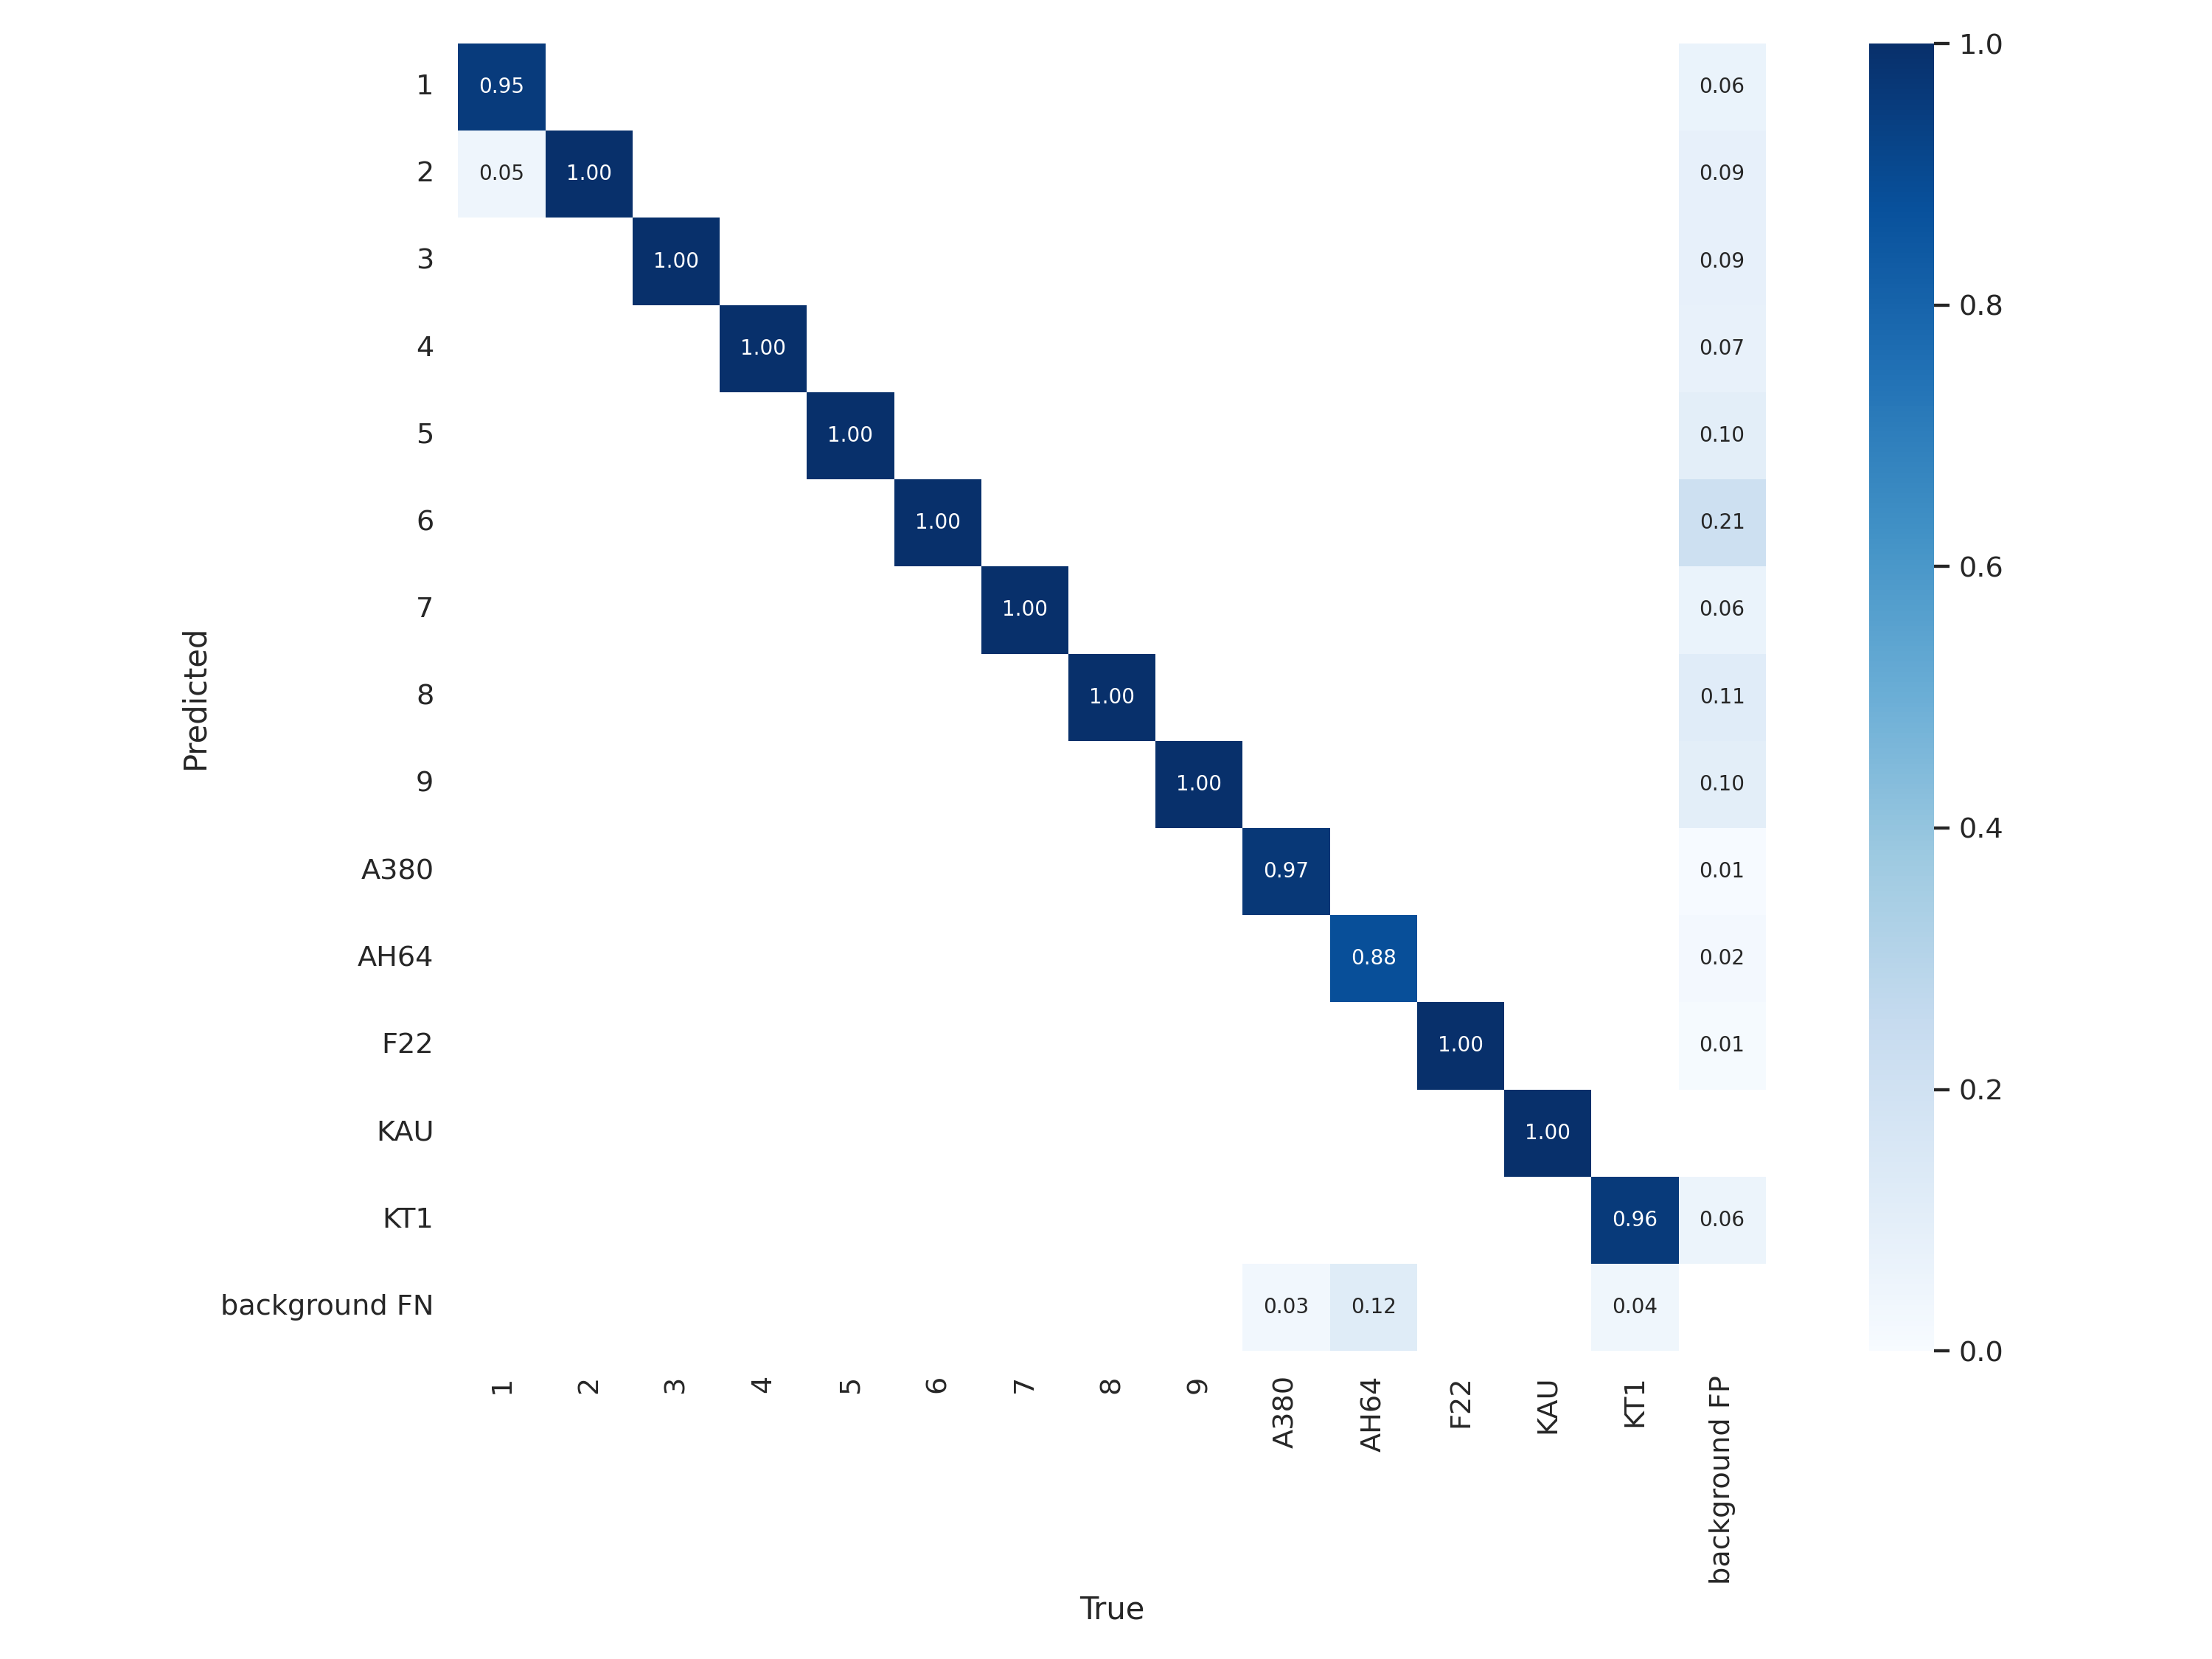 1 0.95 0.06 1.0
2 0.05 1.00 0.09
3 1.00 0.09
4 1.00 0.07 0.8
5 1.00 0.10
6 1.00 0.21
7 1.00 0.06 0.6
8 1.00 0.11
9 1.00 0.10
A380 0.97 0.01 0.4
AH64 0.88 0.02
F22 1.00 0.01
KAU 1.00 0.2
KT1 0.96 0.06
background FN 0.03 0.12 0.04 0.0
Predicted
1 2 3 4 5 6 7 8 9 A380 AH64 F22 KAU KT1 background FP
True